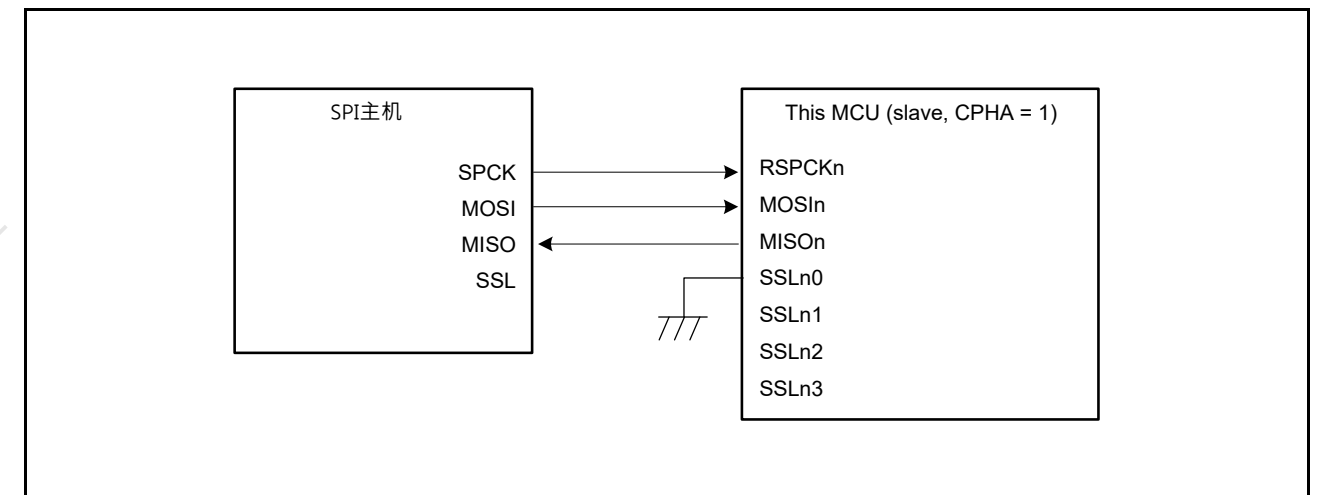 SPI主机
SPCK
MOSI
MISO
SSL
This MCU (slave, CPHA = 1)
RSPCKn
MOSIn
MISOn
SSLn0
SSLn1
SSLn2
SSLn3